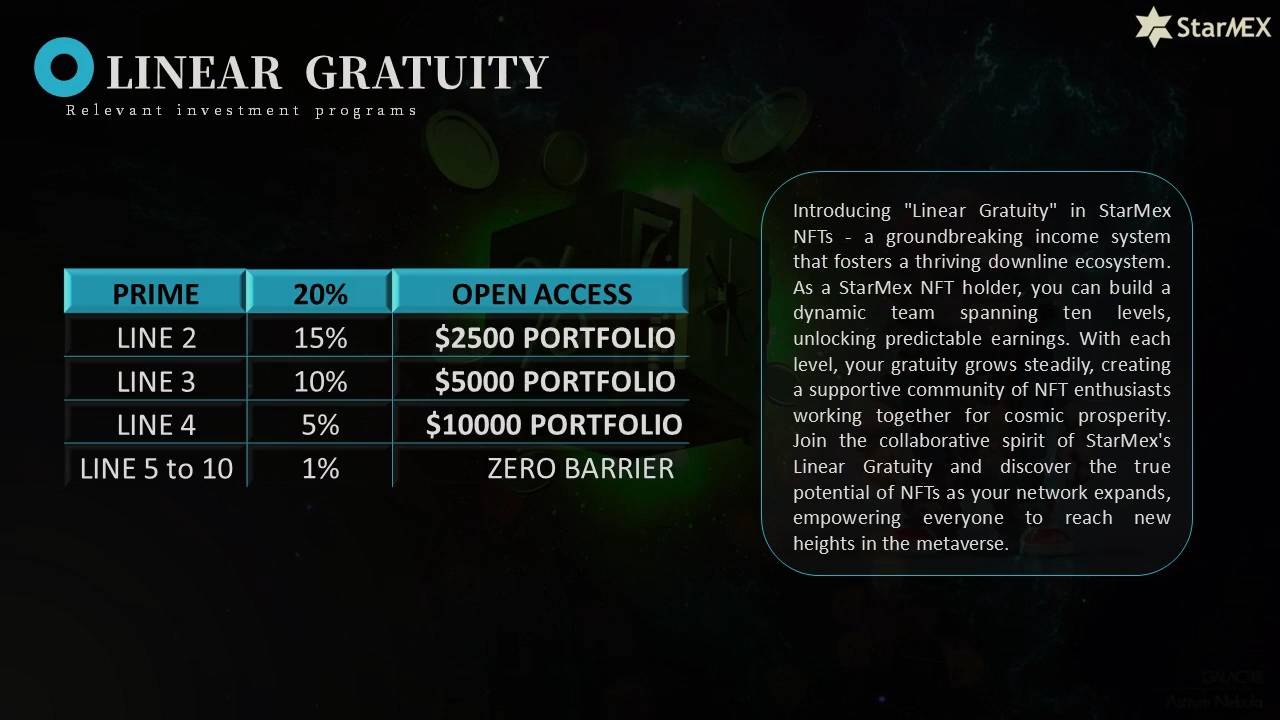 StarMEX
LINEAR GRATUITY
Relevant investment programs
PRIME 20% OPEN ACCESS
LINE 2 15% $2500 PORTFOLIO
LINE 3 10% $5000 PORTFOLIO
LINE 4 5% $10000 PORTFOLIO
LINE 5 to 10 1% ZERO BARRIER
Introducing "Linear Gratuity" in StarMex
NFTs - a groundbreaking income system
that fosters a thriving downline ecosystem.
As a StarMex NFT holder, you can build a
dynamic team spanning ten levels,
unlocking predictable earnings. With each
level, your gratuity grows steadily, creating
a supportive community of NFT enthusiasts
working together for cosmic prosperity.
Join the collaborative spirit of StarMex's
Linear Gratuity and discover the true
potential of NFTs as your network expands,
empowering everyone to reach new
heights in the metaverse.
Astrum Nebula